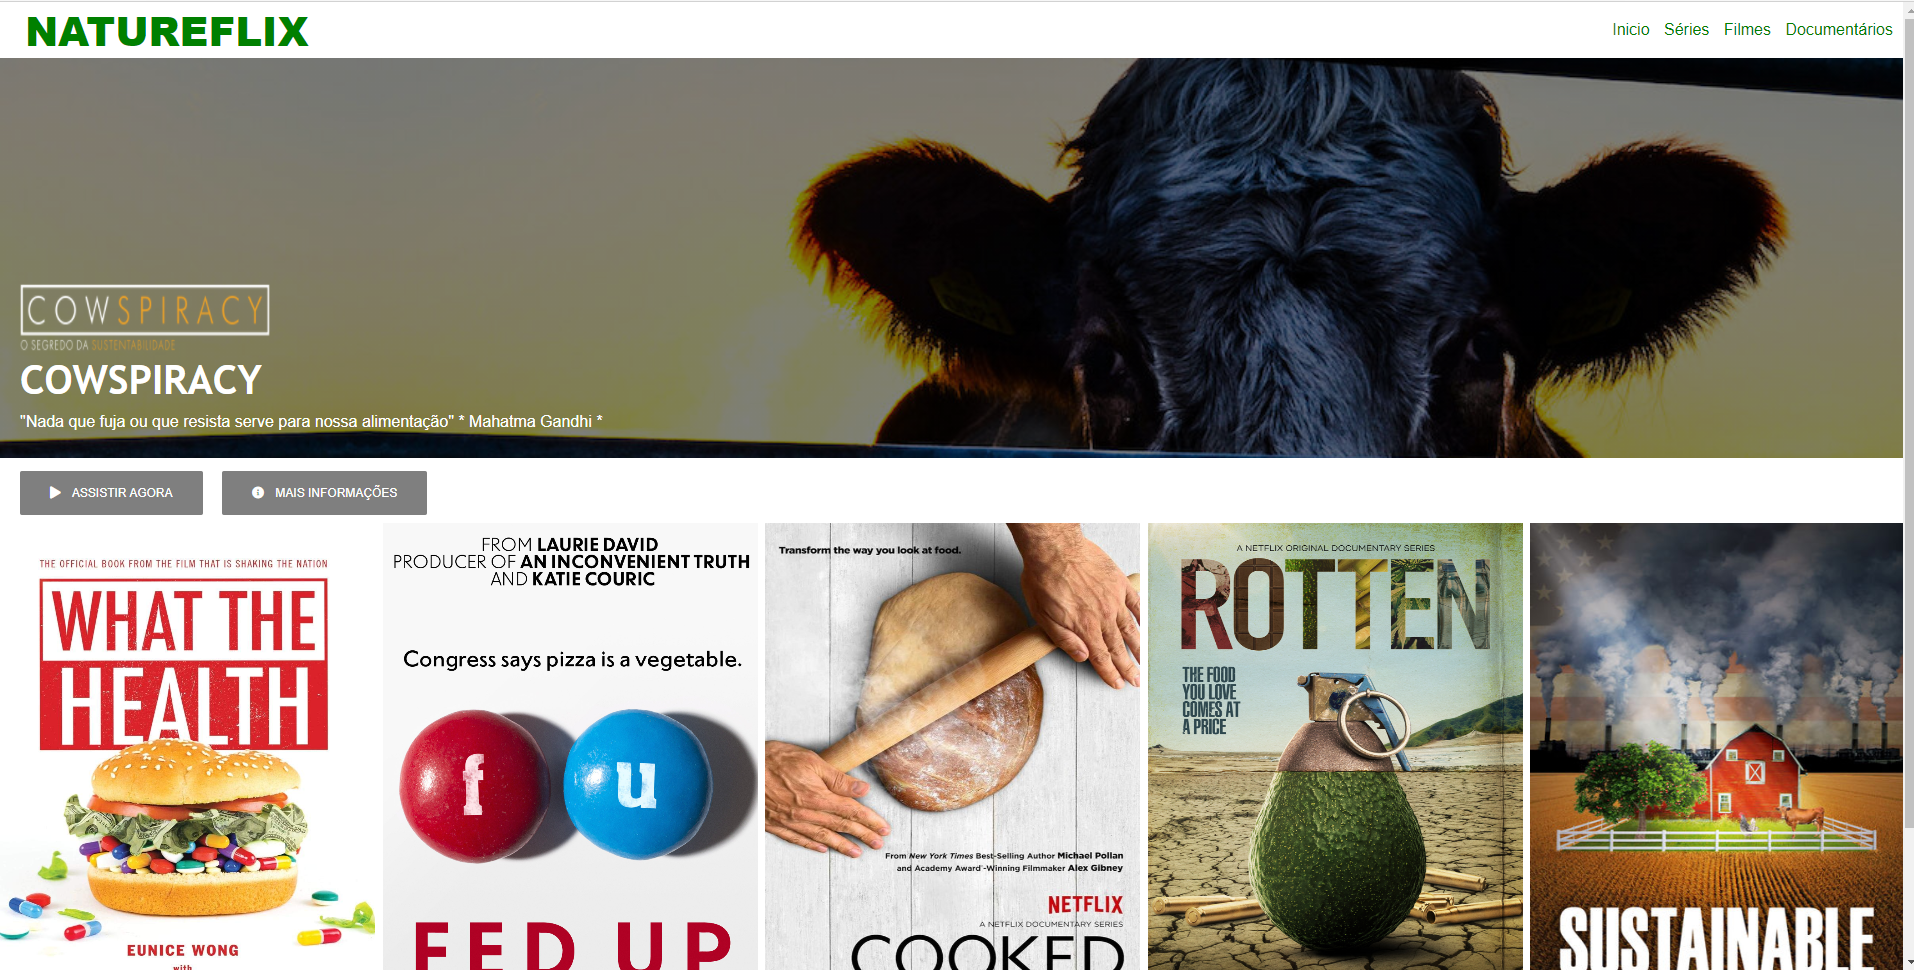 NATUREFLIX
Inicio Séries Filmes Documentários
COWSPIRACY
O SEGREDO DA SUSTENTABILIDADE
COWSPIRACY
"Nada que fuja ou que resista serve para nossa alimentação" * Mahatma Gandhi *
ASSISTIR AGORA
MAIS INFORMAÇÕES
THE OFFICIAL BOOK FROM THE FILM THAT IS SHAKING THE NATION
WHAT THE
HEALTH
EUNICE WONG
with
FROM LAURIE DAVID
PRODUCER OF AN INCONVENIENT TRUTH
AND KATIE COURIC
Congress says pizza is a vegetable.
f u
FED UP
Transform the way you look at food.
From New York Times Best-Selling Author Michael Pollan
and Academy Award®-Winning Filmmaker Alex Gibney
NETFLIX
A NETFLIX DOCUMENTARY SERIES
COOKED
A NETFLIX ORIGINAL DOCUMENTARY SERIES
ROTTEN
THE FOOD
YOU LOVE
COMES AT
A PRICE
SUSTAINABLE